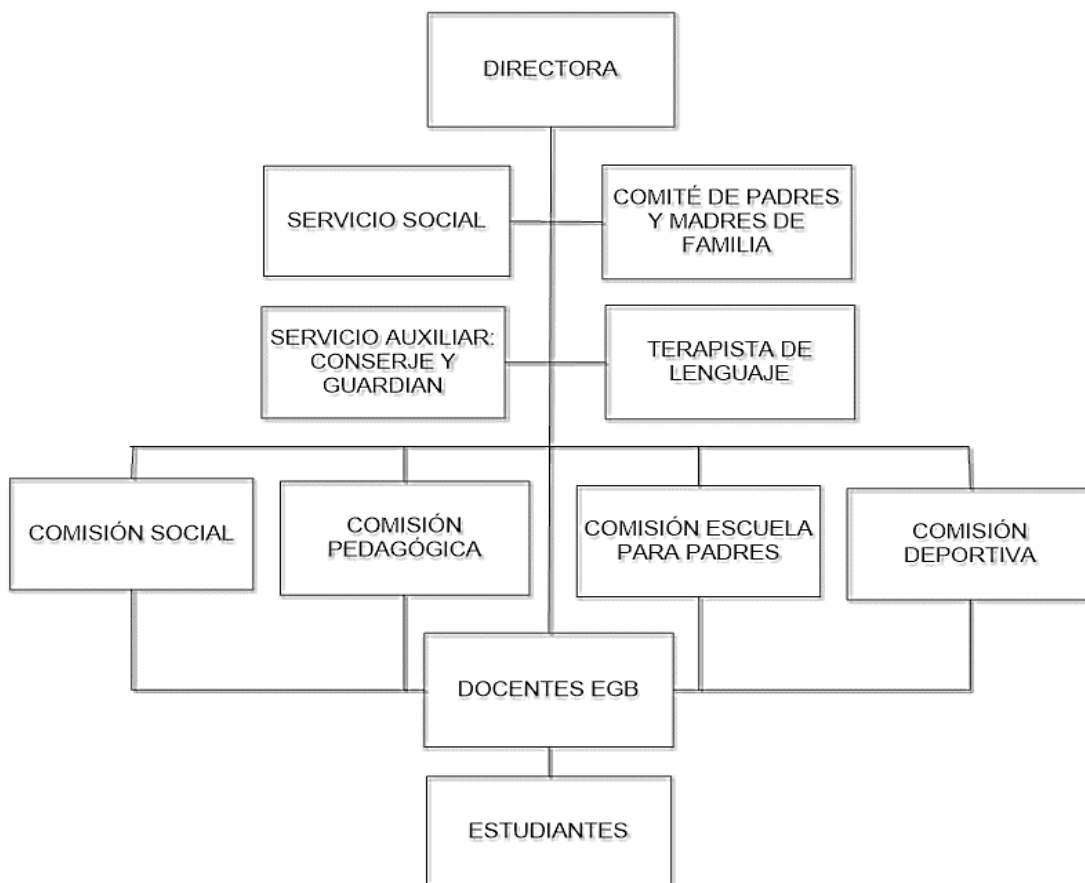 DIRECTORA
SERVICIO SOCIAL
COMITÉ DE PADRES
Y MADRES DE
FAMILIA
SERVICIO AUXILIAR:
CONSERJE Y
GUARDIAN
TERAPISTA DE
LENGUAJE
COMISIÓN SOCIAL
COMISIÓN
PEDAGÓGICA
COMISIÓN ESCUELA
PARA PADRES
COMISIÓN
DEPORTIVA
DOCENTES EGB
ESTUDIANTES